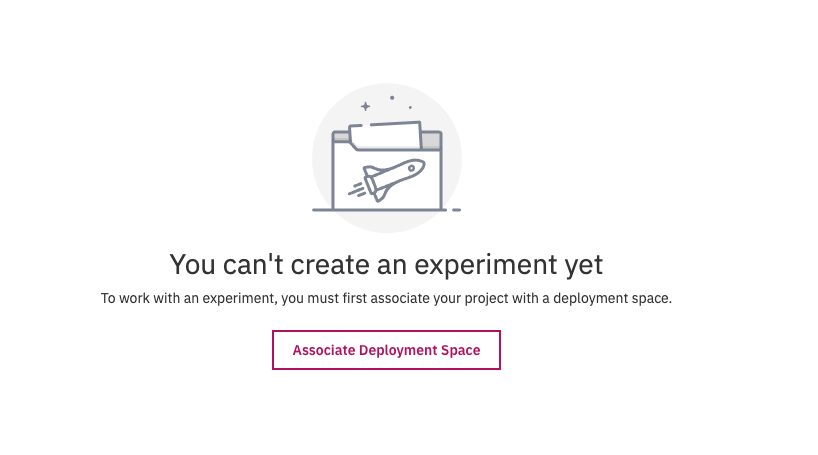 You can't create an experiment yet
To work with an experiment, you must first associate your project with a deployment space.
Associate Deployment Space